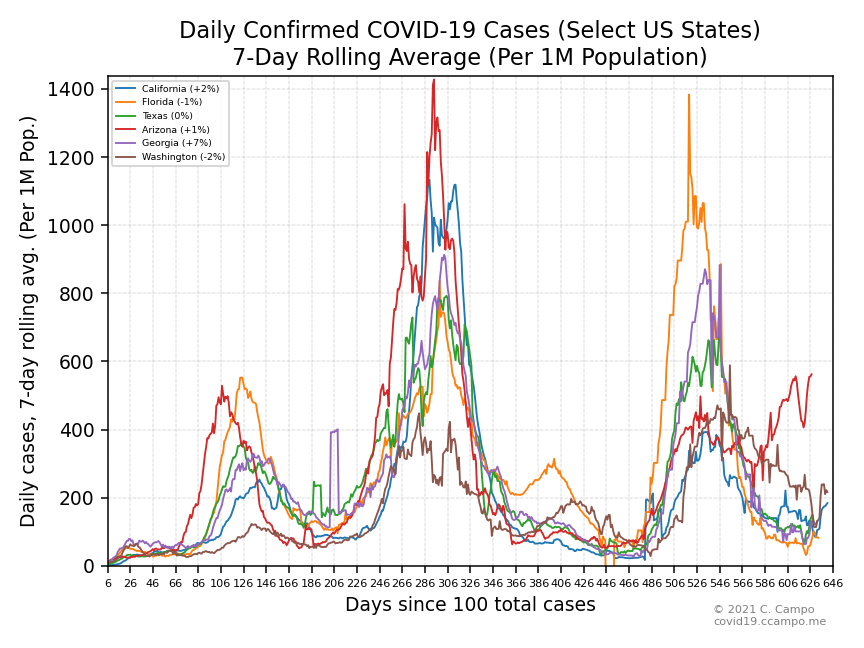 Daily Confirmed COVID-19 Cases (Select US States)
7-Day Rolling Average (Per 1M Population)
Daily cases, 7-day rolling avg. (Per 1M Pop.)
1400
1200
1000
800
600
400
200
0
California (+2%)
Florida (-1%)
Texas (0%)
Arizona (+1%)
Georgia (+7%)
Washington (-2%)
6 26 46 66 86 106 126 146 166 186 206 226 246 266 286 306 326 346 366 386 406 426 446 466 486 506 526 546 566 586 606 626 646
Days since 100 total cases
© 2021 C. Campo
covid19.ccampo.me